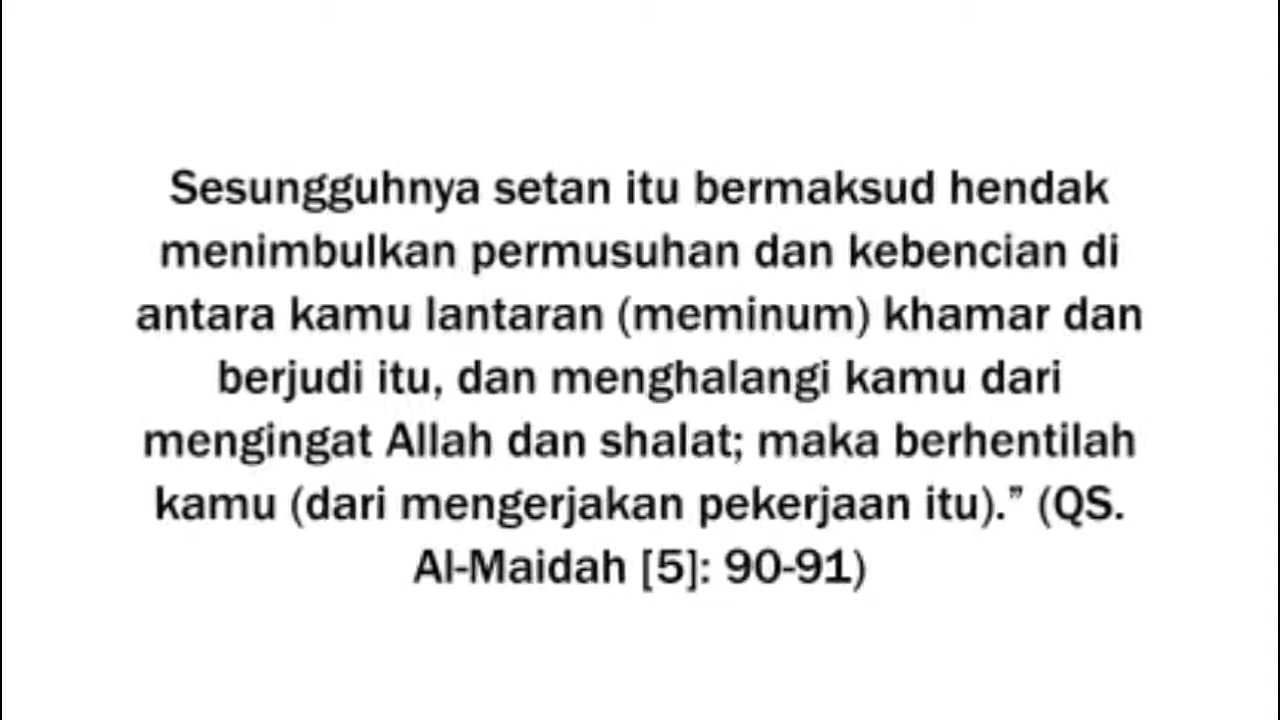 Sesungguhnya setan itu bermaksud hendak
menimbulkan permusuhan dan kebencian di
antara kamu lantaran (meminum) khamar dan
berjudi itu, dan menghalangi kamu dari
mengingat Allah dan shalat; maka berhentilah
kamu (dari mengerjakan pekerjaan itu).” (QS.
Al-Maidah [5]: 90-91)